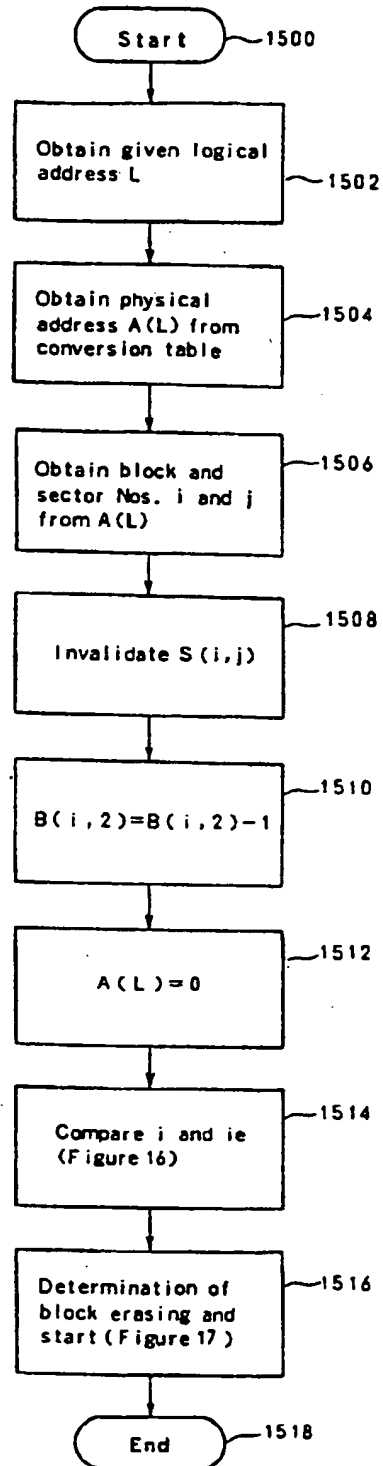 Start
1500
Obtain given logical
address L
1502
Obtain physical
address A(L) from
conversion table
1504
Obtain block and
sector Nos. i and j
from A(L)
1506
Invalidate S(i,j)
1508
B(i,2)=B(i,2)-1
1510
A(L)=0
1512
Compare i and ie
(Figure 16)
1514
Determination of
block erasing and
start (Figure 17)
1516
End
1518